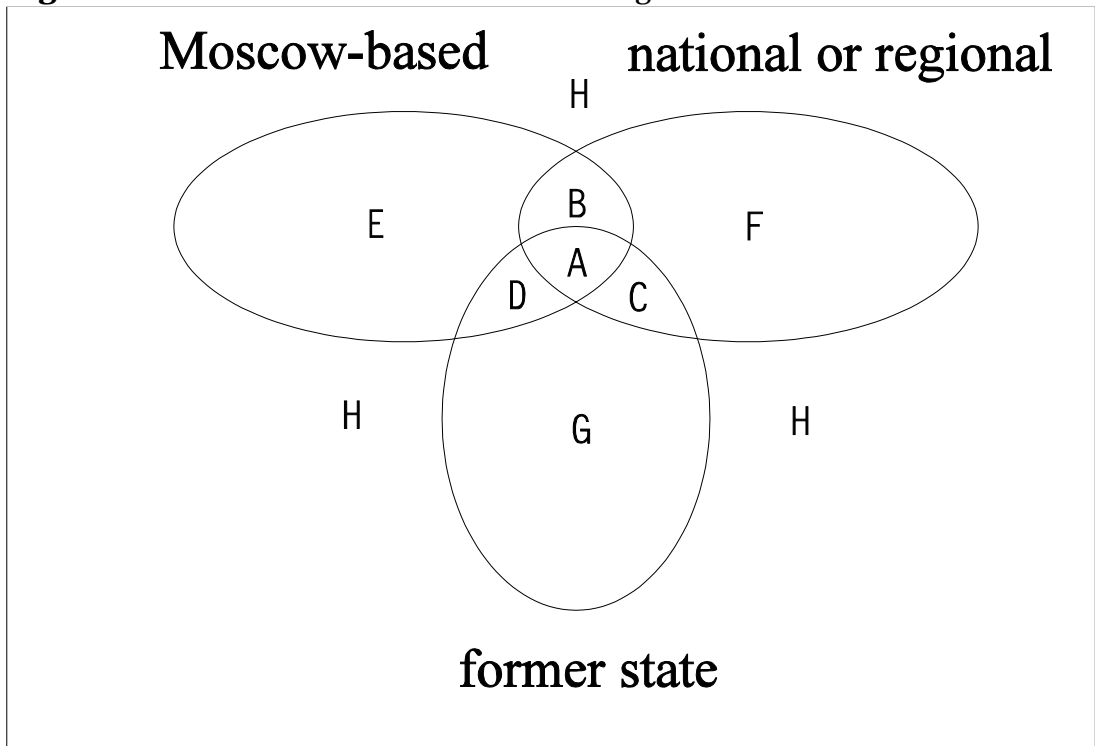 Moscow-based
national or regional
H
B
E
F
A
D
C
H
G
H
former state